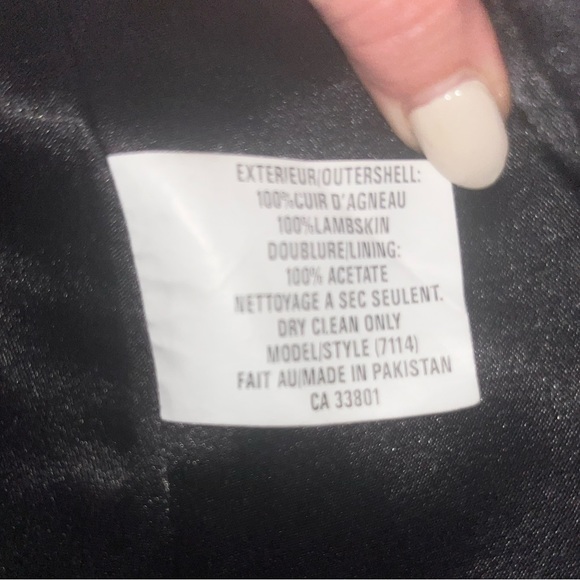 EXTERIEUR/OUTERSHELL:
100%CUIR D'AGNEAU
100%LAMBSKIN
DOUBLURE/LINING:
100% ACETATE
NETTOYAGE A SEC SEULENT.
DRY CLEAN ONLY
MODEL/STYLE (7114)
FAIT AU/MADE IN PAKISTAN
CA 33801